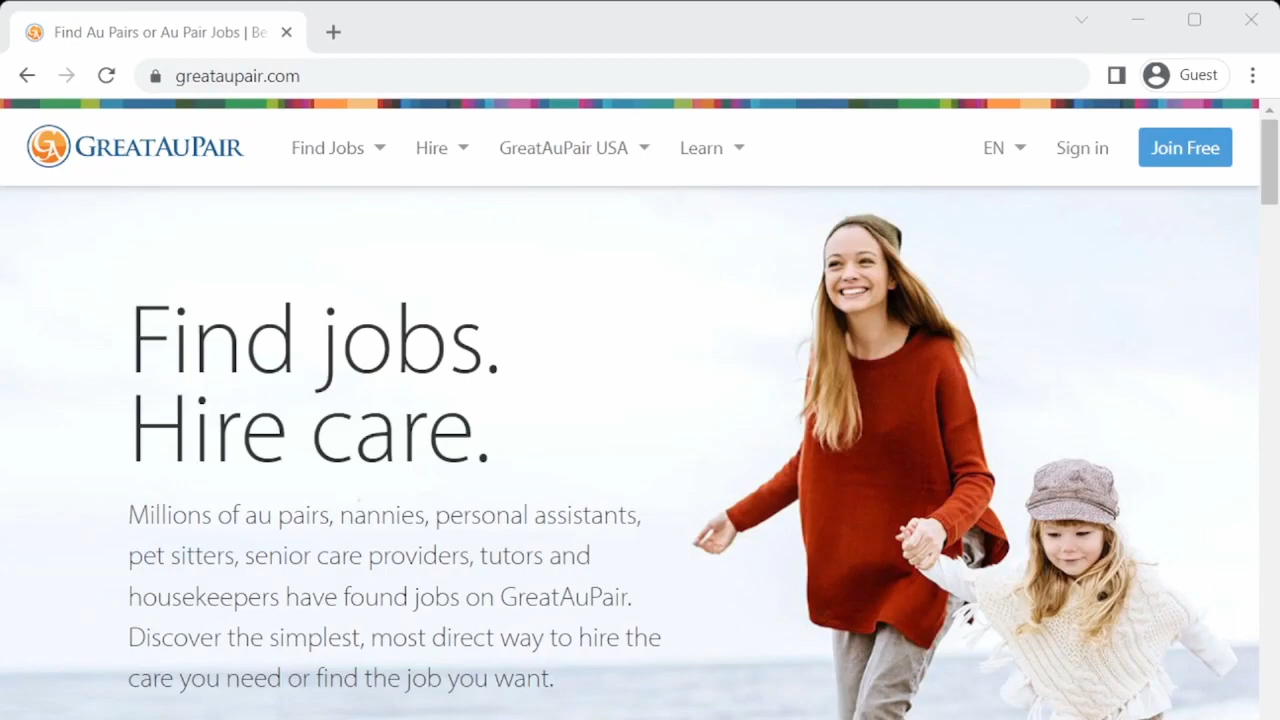 Find Au Pairs or Au Pair Jobs | Be
greataupair.com
Guest
GREATAUPAIR
Find Jobs
Hire
GreatAuPair USA
Learn
EN
Sign in
Join Free
Find jobs.
Hire care.
Millions of au pairs, nannies, personal assistants,
pet sitters, senior care providers, tutors and
housekeepers have found jobs on GreatAuPair.
Discover the simplest, most direct way to hire the
care you need or find the job you want.